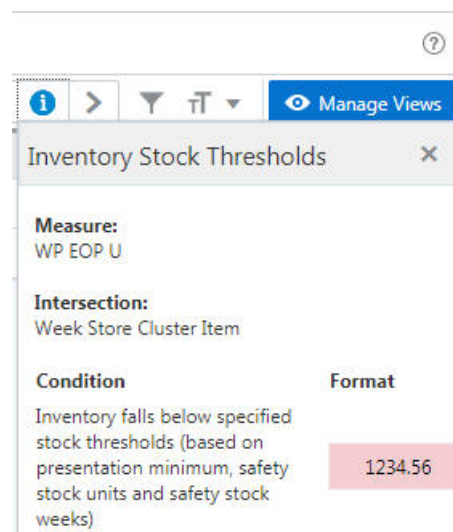 Manage Views
Inventory Stock Thresholds
Measure:
WP EOP U
Intersection:
Week Store Cluster Item
Condition Format
Inventory falls below specified
stock thresholds (based on
presentation minimum, safety
stock units and safety stock
weeks)
1234.56